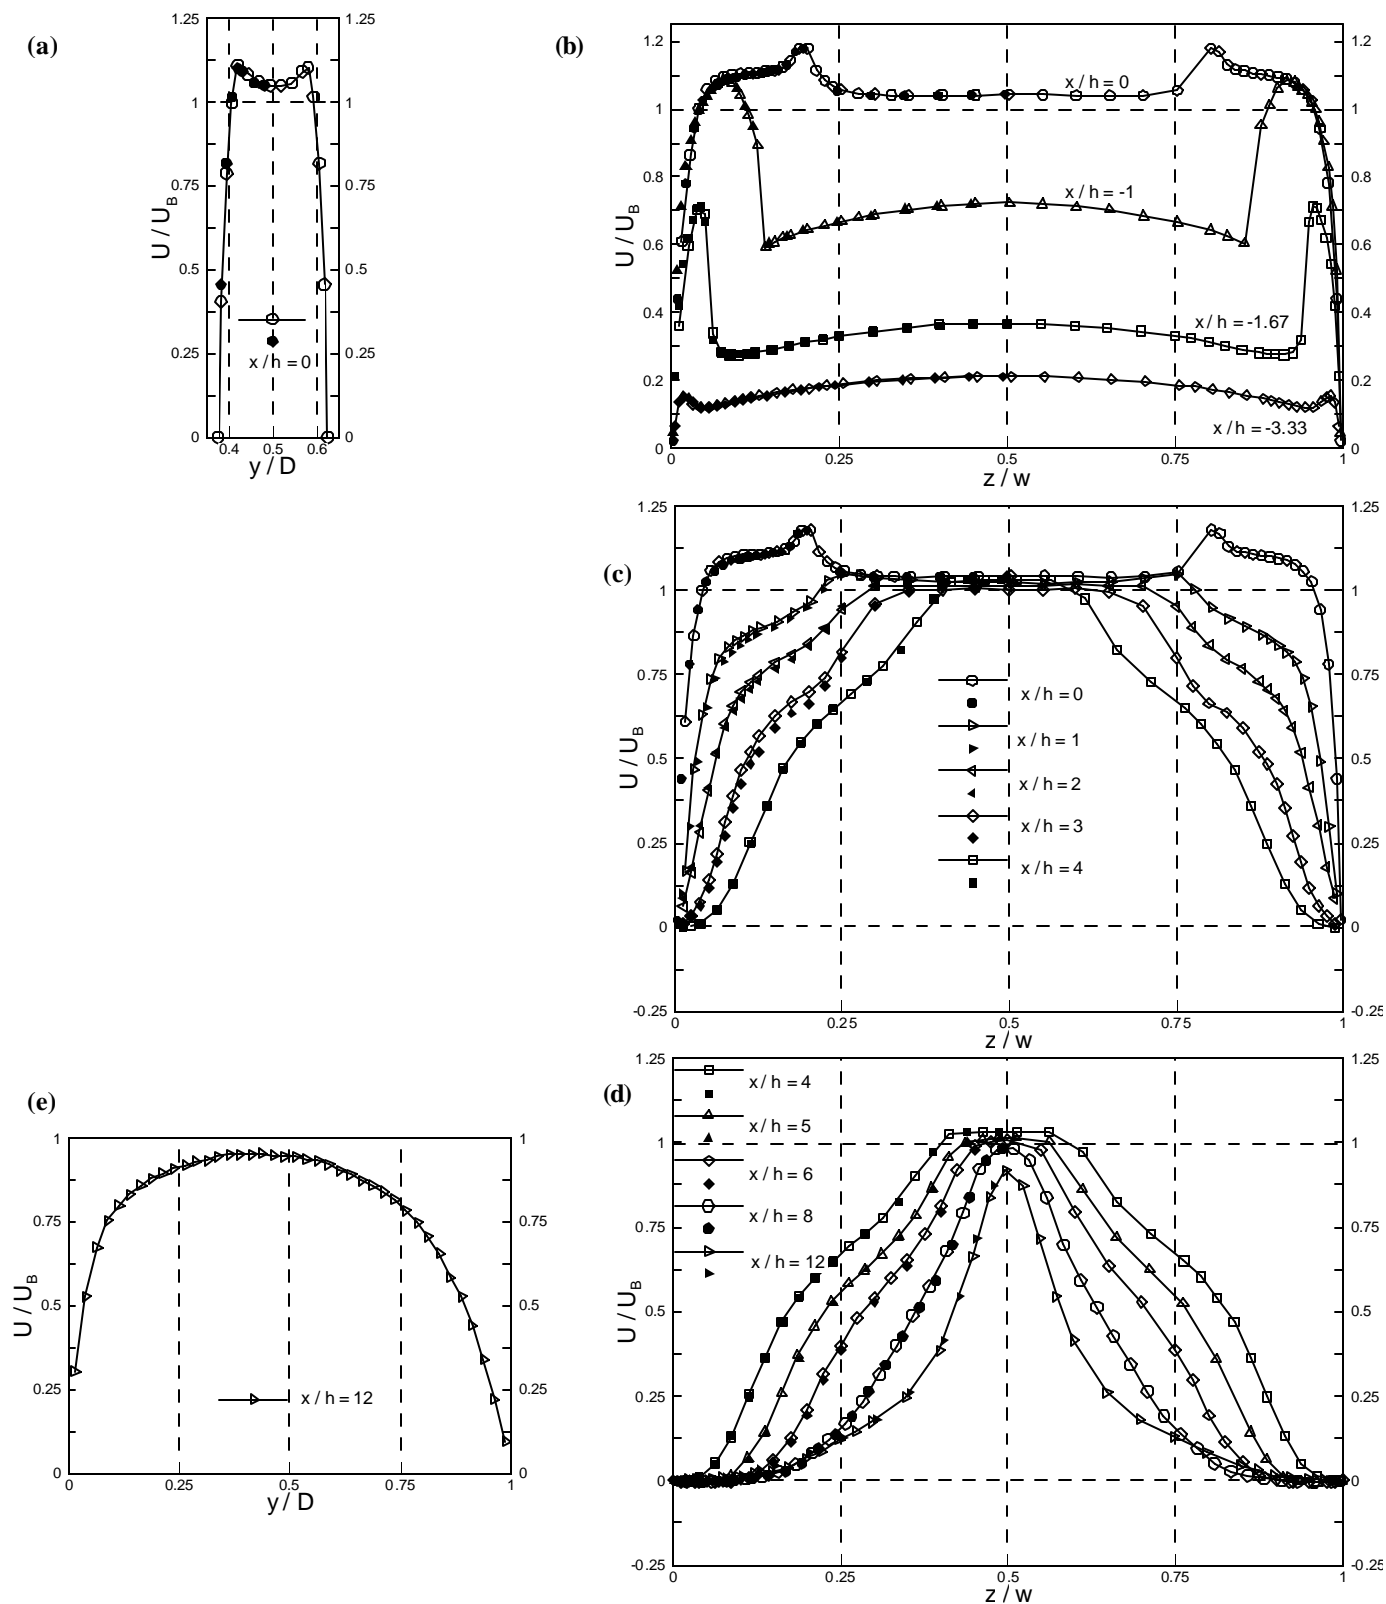 (a)
1.25
1
0.75
0.5
0.25
0
1.25
1
0.75
0.5
0.25
0
U / U_B
x / h = 0
0.4
0.5
0.6
y / D
(b)
1.2
1
0.8
0.6
0.4
0.2
0
1.2
1
0.8
0.6
0.4
0.2
0
U / U_B
x / h = 0
x / h = -1
x / h = -1.67
x / h = -3.33
0
0.25
0.5
0.75
1
z / w
(c)
1.25
1
0.75
0.5
0.25
0
-0.25
1.25
1
0.75
0.5
0.25
0
-0.25
U / U_B
x / h = 0
x / h = 1
x / h = 2
x / h = 3
x / h = 4
0
0.25
0.5
0.75
1
z / w
(e)
1
0.75
0.5
0.25
0
1
0.75
0.5
0.25
0
U / U_B
x / h = 12
0
0.25
0.5
0.75
1
y / D
(d)
1.25
1
0.75
0.5
0.25
0
-0.25
1.25
1
0.75
0.5
0.25
0
-0.25
U / U_B
x / h = 4
x / h = 5
x / h = 6
x / h = 8
x / h = 12
0
0.25
0.5
0.75
1
z / w